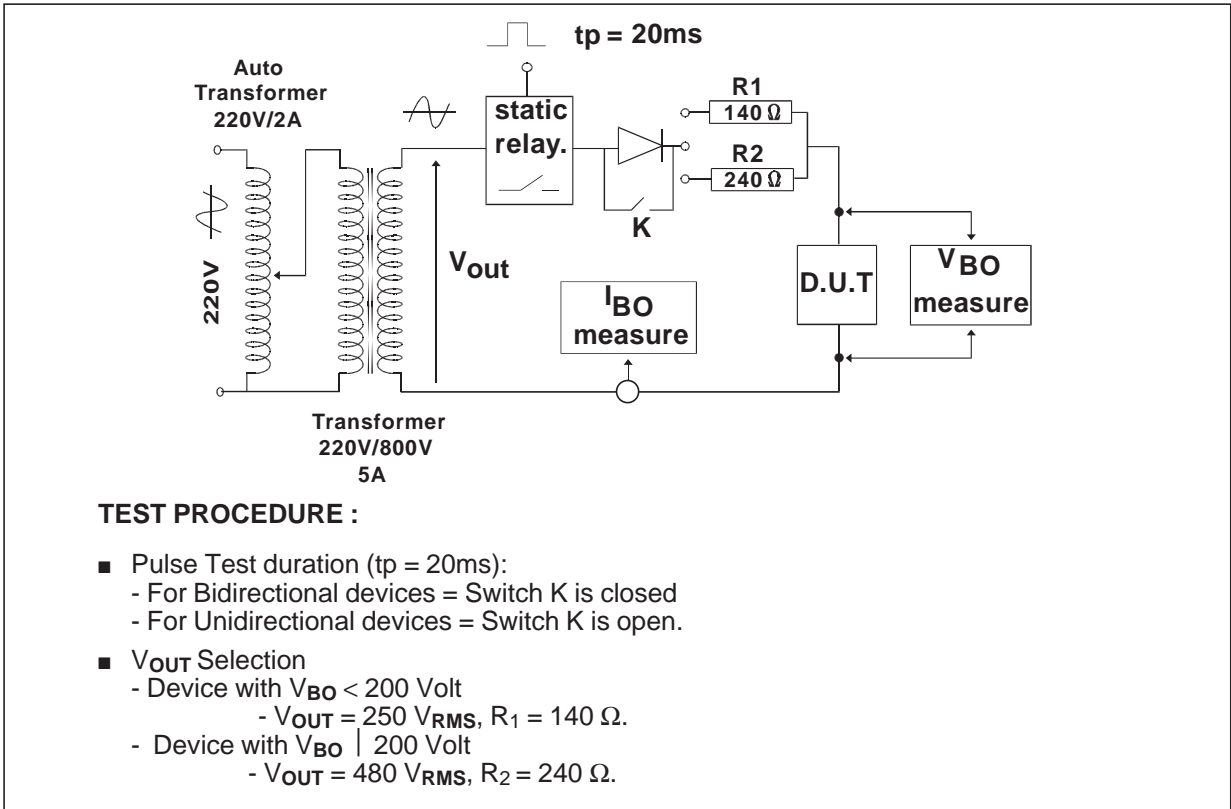 tp = 20ms
Auto
Transformer
220V/2A
static
relay.
R1
140 Ω
R2
240 Ω
K
220V
Vout
IBO
measure
D.U.T
VBO
measure
Transformer
220V/800V
5A
TEST PROCEDURE :
■ Pulse Test duration (tp = 20ms):
- For Bidirectional devices = Switch K is closed
- For Unidirectional devices = Switch K is open.
■ VOUT Selection
- Device with VBO < 200 Volt
- VOUT = 250 VRMS, R1 = 140 Ω.
- Device with VBO | 200 Volt
- VOUT = 480 VRMS, R2 = 240 Ω.